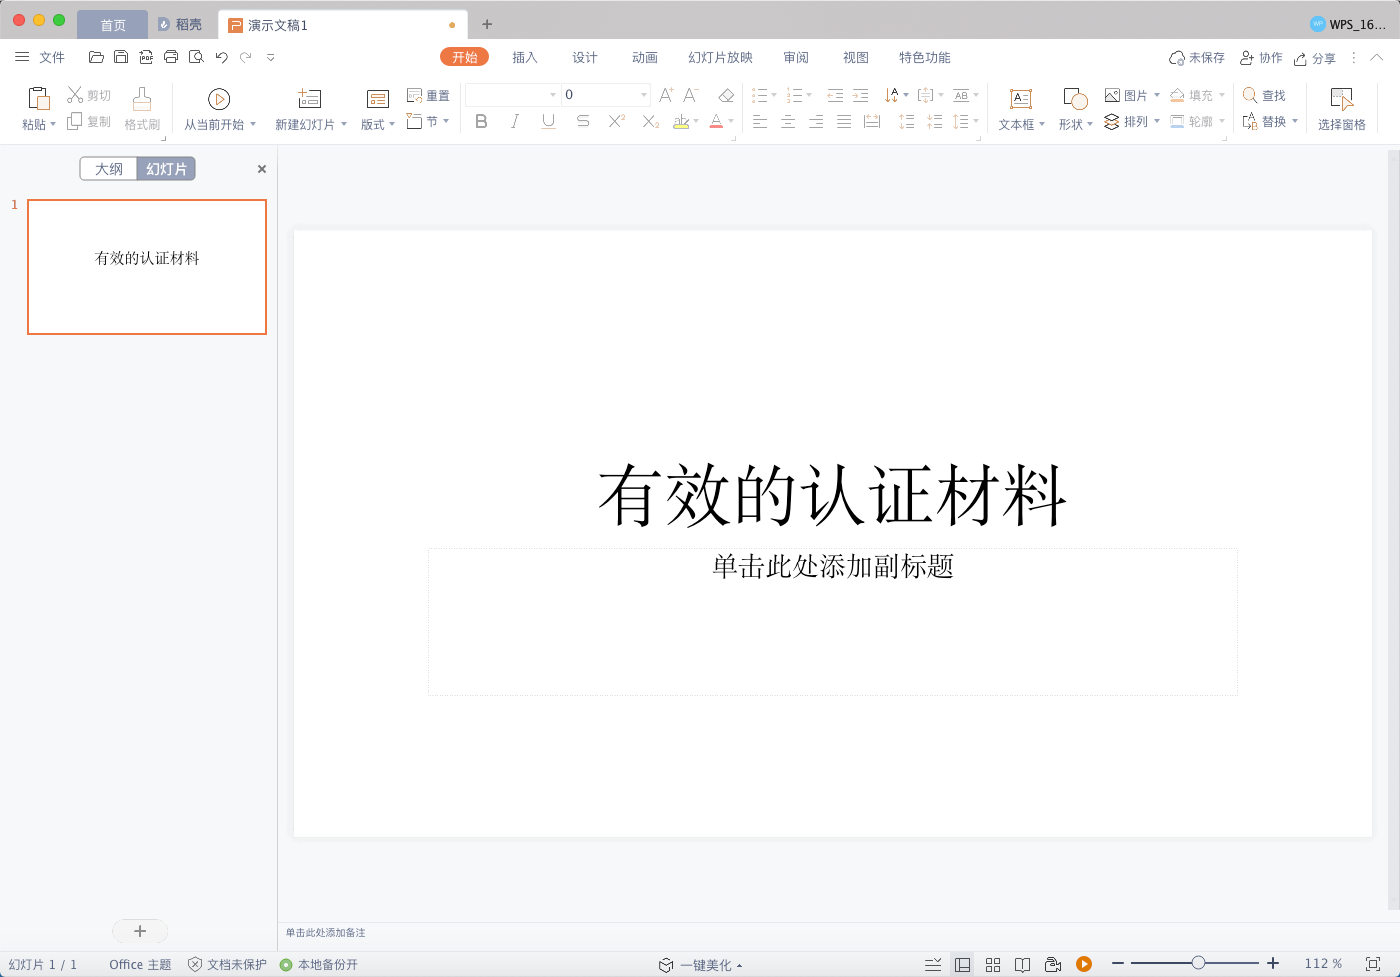 首页
稻壳
演示文稿1
WPS_16...
文件
开始
插入
设计
动画
幻灯片放映
审阅
视图
特色功能
未保存
协作
分享
粘贴
剪切
复制
格式刷
从当前开始
新建幻灯片
版式
重置
节
0
文本框
形状
图片
排列
填充
轮廓
查找
替换
选择窗格
大纲
幻灯片
1
有效的认证材料
有效的认证材料
单击此处添加副标题
单击此处添加备注
幻灯片 1 / 1
Office 主题
文档未保护
本地备份开
一键美化
112 %